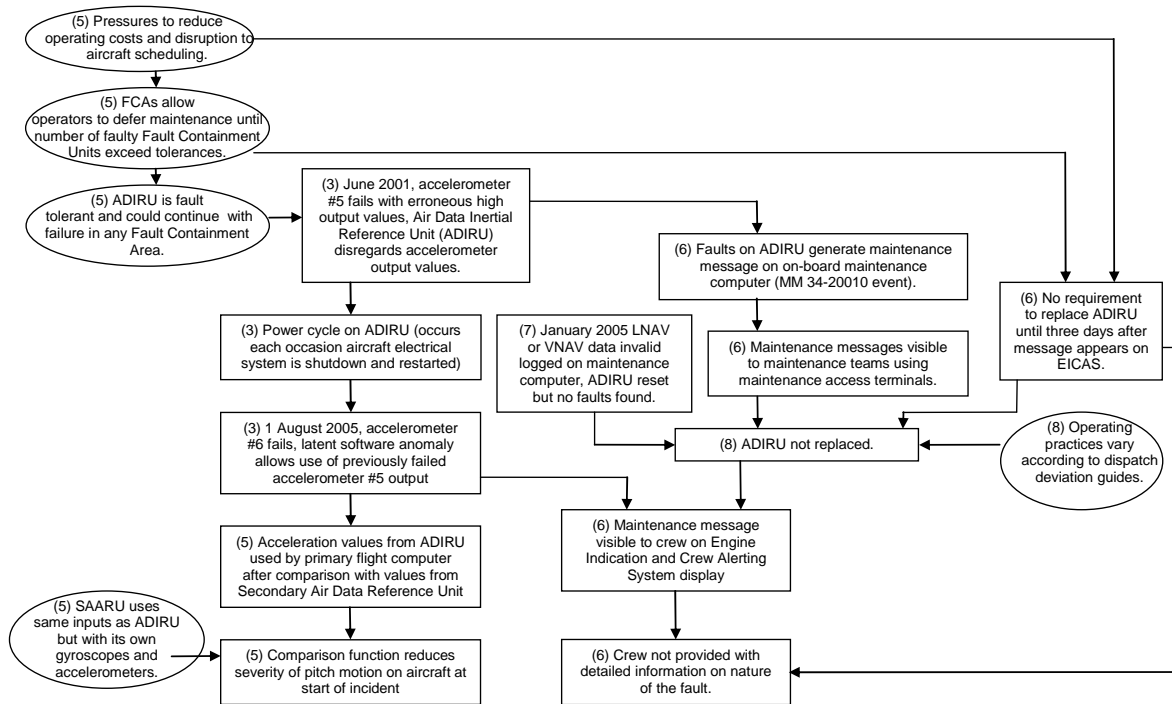 (5) Pressures to reduce
operating costs and disruption to
aircraft scheduling.
(5) FCAs allow
operators to defer maintenance until
number of faulty Fault Containment
Units exceed tolerances.
(5) ADIRU is fault
tolerant and could continue with
failure in any Fault Containment
Area.
(3) June 2001, accelerometer
#5 fails with erroneous high
output values, Air Data Inertial
Reference Unit (ADIRU)
disregards accelerometer
output values.
(6) Faults on ADIRU generate maintenance
message on on-board maintenance
computer (MM 34-20010 event).
(6) No requirement
to replace ADIRU
until three days after
message appears on
EICAS.
(3) Power cycle on ADIRU (occurs
each occasion aircraft electrical
system is shutdown and restarted)
(7) January 2005 LNAV
or VNAV data invalid
logged on maintenance
computer, ADIRU reset
but no faults found.
(6) Maintenance messages visible
to maintenance teams using
maintenance access terminals.
(3) 1 August 2005, accelerometer
#6 fails, latent software anomaly
allows use of previously failed
accelerometer #5 output
(8) ADIRU not replaced.
(8) Operating
practices vary
according to dispatch
deviation guides.
(5) Acceleration values from ADIRU
used by primary flight computer
after comparison with values from
Secondary Air Data Reference Unit
(6) Maintenance message
visible to crew on Engine
Indication and Crew Alerting
System display
(5) SAARU uses
same inputs as ADIRU
but with its own
gyroscopes and
accelerometers.
(5) Comparison function reduces
severity of pitch motion on aircraft at
start of incident
(6) Crew not provided with
detailed information on nature
of the fault.